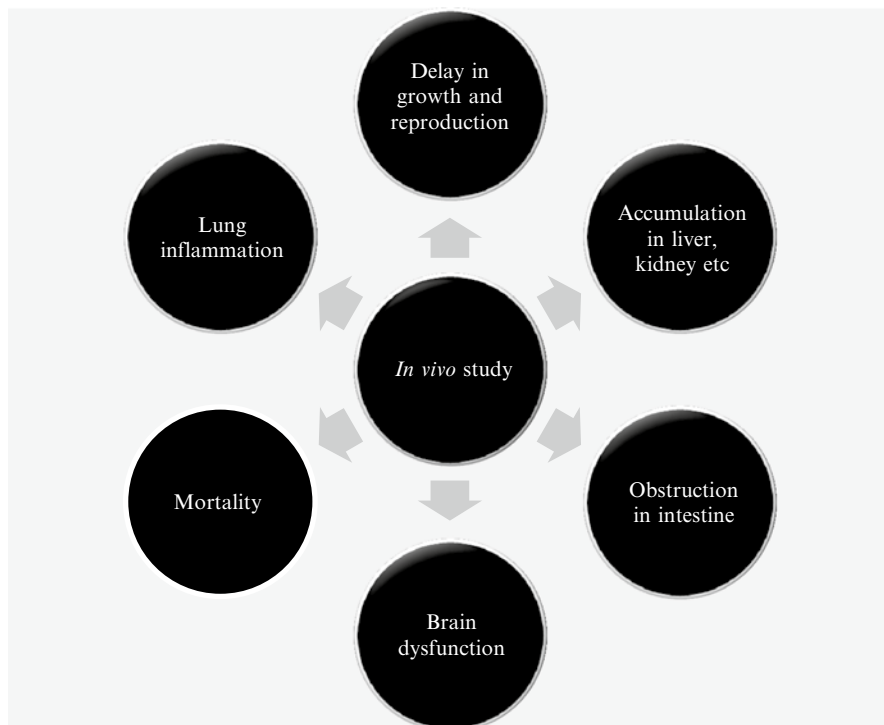 Delay in
growth and
reproduction
Lung
inflammation
Accumulation
in liver,
kidney etc
In vivo study
Mortality
Obstruction
in intestine
Brain
dysfunction